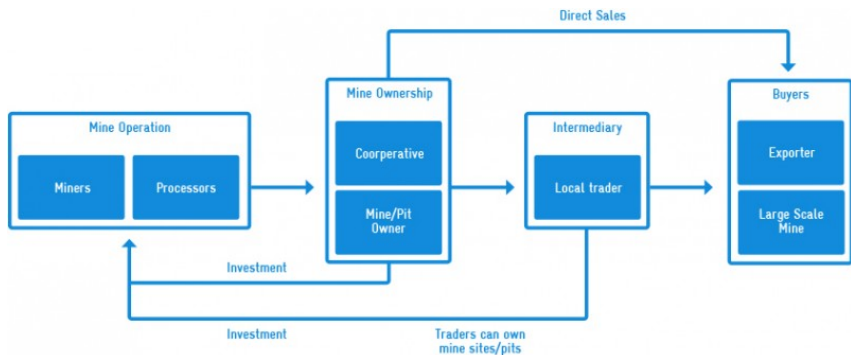 Direct Sales
Mine Operation
Miners
Processors
Mine Ownership
Coorperative
Mine/Pit
Owner
Intermediary
Local trader
Buyers
Exporter
Large Scale
Mine
Investment
Investment
Traders can own
mine sites/pits